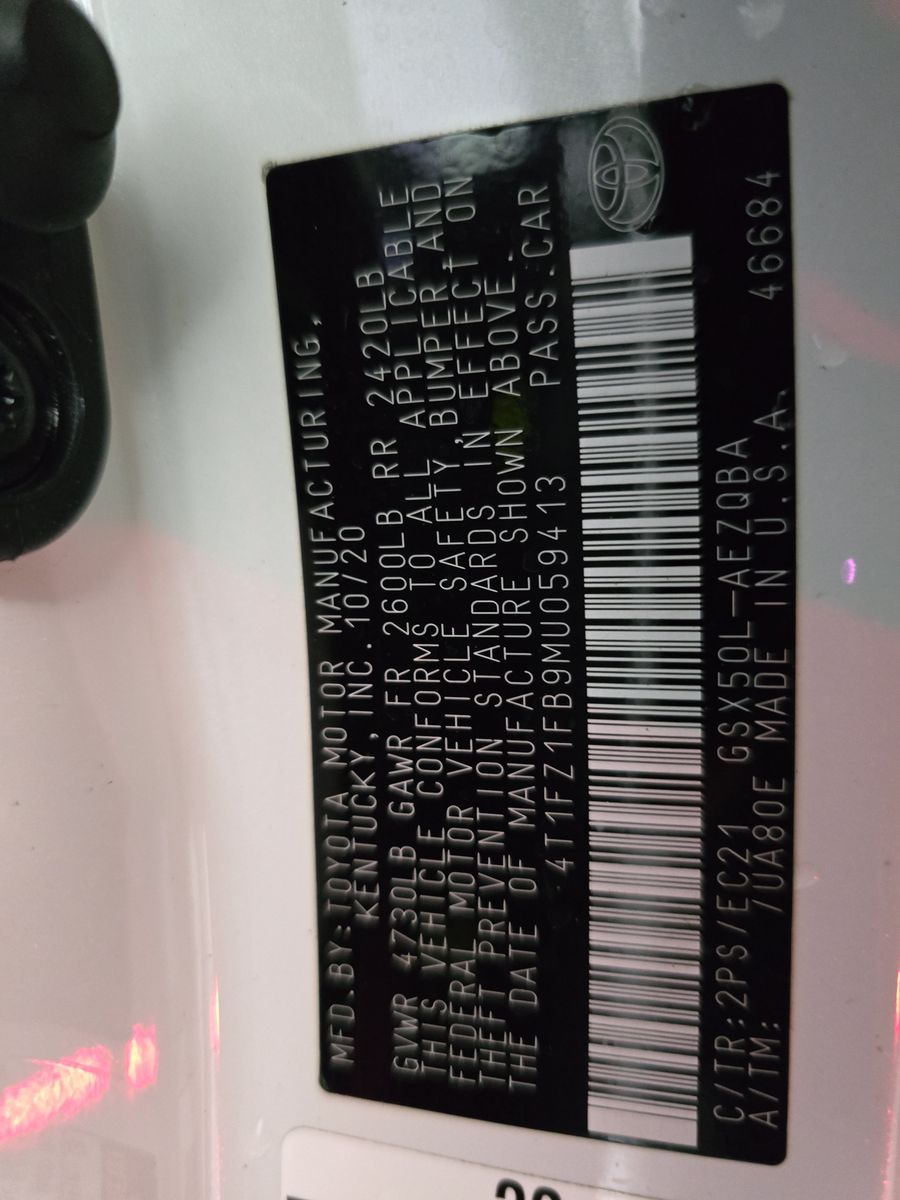 MFD.BY:TOYOTA MOTOR MANUFACTURING,
KENTUCKY, INC. 10/20
GVWR 4730LB GAWR FR 2600LB RR 2420LB
THIS VEHICLE CONFORMS TO ALL APPLICABLE
FEDERAL MOTOR VEHICLE SAFETY, BUMPER, AND
THEFT PREVENTION STANDARDS IN EFFECT ON
THE DATE OF MANUFACTURE SHOWN ABOVE.
4T1FZ1FB9MU059413 PASS.CAR
C/TR:2PS/EC21 GSX50L-AEZQBA
A/TM: /UA80E MADE IN U.S.A. 46684